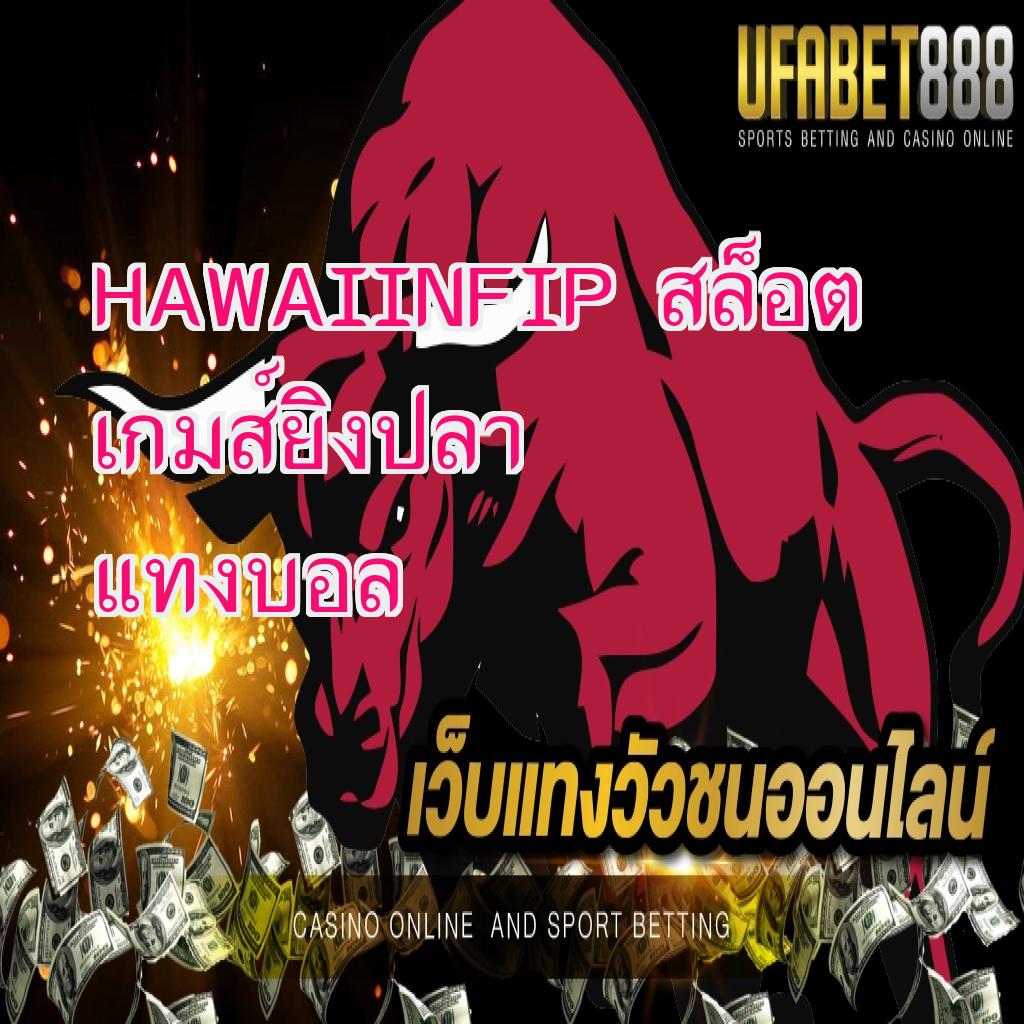 UFABET888
SPORTS BETTING AND CASINO ONLINE
HAWAIINFIP สล็อต
เกมส์ยิงปลา
แทงบอล
เว็บแทงวัวชนออนไลน์
CASINO ONLINE AND SPORT BETTING